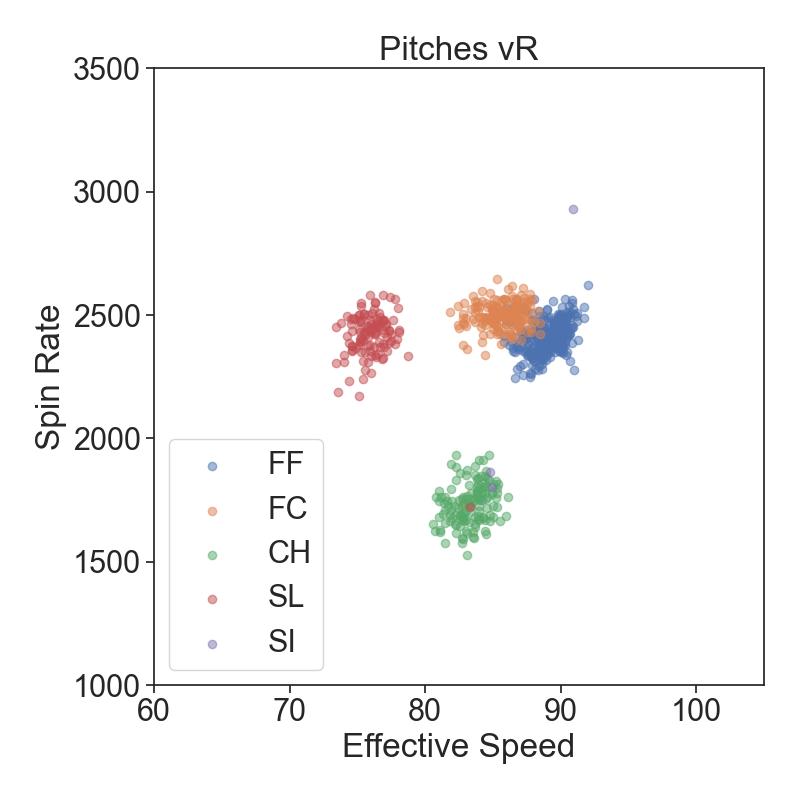 Pitches vR
3500
3000
2500
2000
1500
1000
Spin Rate
FF
FC
CH
SL
SI
60 70 80 90 100
Effective Speed